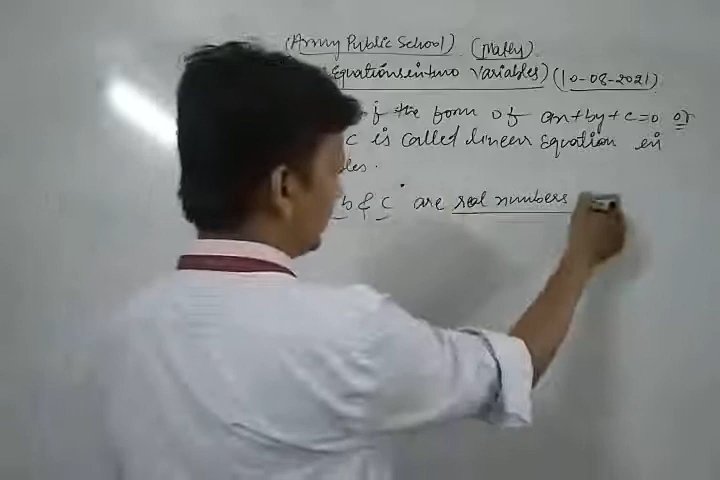 (Army Public School) (Maths)
Equations in two Variables) (10-08-2021)
of the form of ax+by+c=0 or
c is called linear Equation in
b & c are real numbers